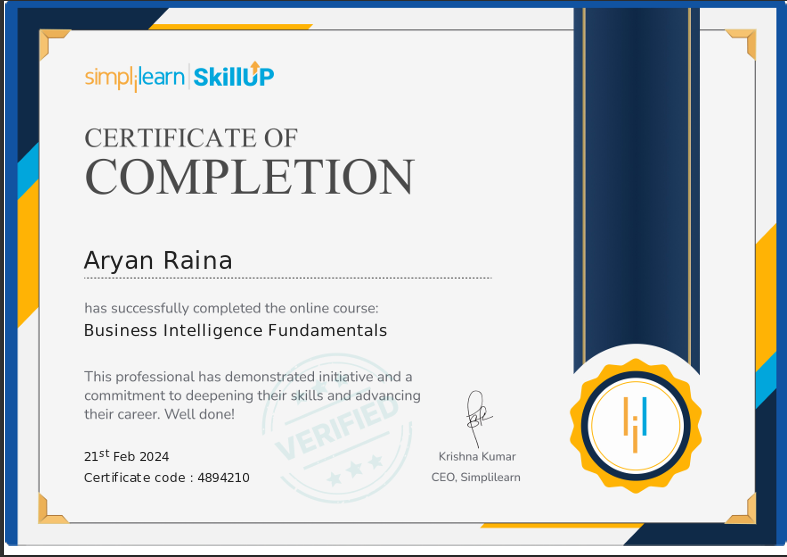 simplilearn | SkillUP
CERTIFICATE OF
COMPLETION
Aryan Raina
has successfully completed the online course:
Business Intelligence Fundamentals
This professional has demonstrated initiative and a
commitment to deepening their skills and advancing
their career. Well done!
VERIFIED
21st Feb 2024
Certificate code : 4894210
Krishna Kumar
CEO, Simplilearn